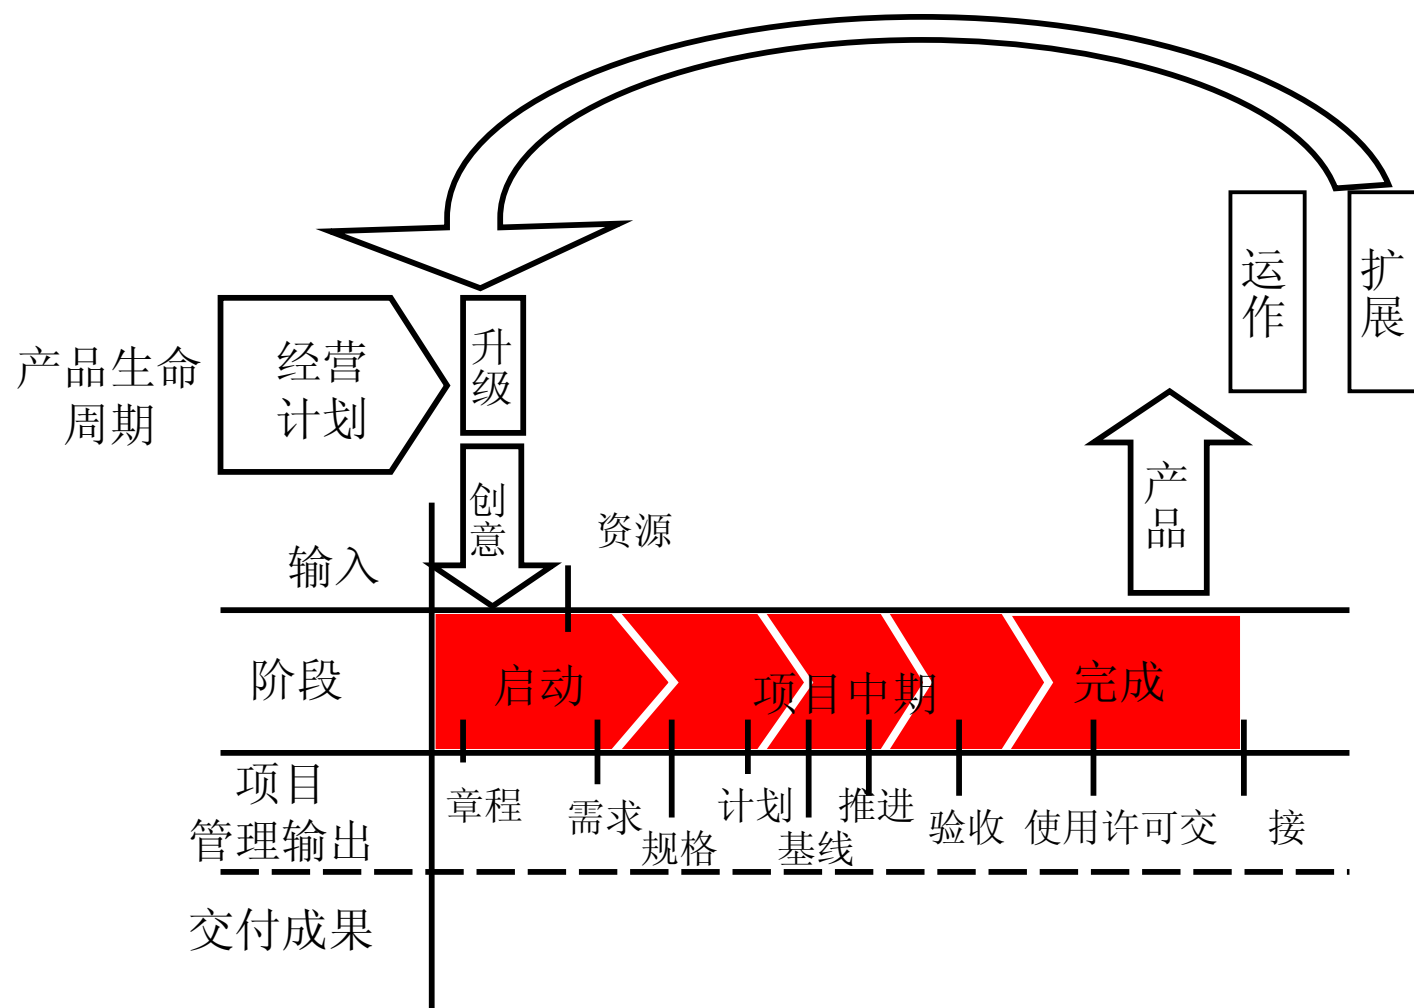 运作
扩展
产品生命
周期
经营
计划
升级
创意
产品
资源
输入
阶段
启动
项目中期
完成
项目
管理输出
章程
需求
规格
计划
基线
推进
验收
使用许可交
接
交付成果